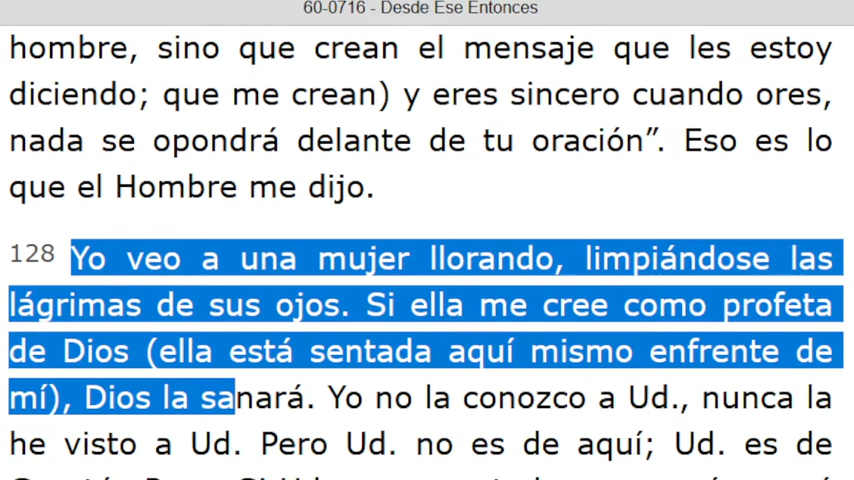 60-0716 - Desde Ese Entonces
hombre, sino que crean el mensaje que les estoy
diciendo; que me crean) y eres sincero cuando ores,
nada se opondrá delante de tu oración”. Eso es lo
que el Hombre me dijo.
128 Yo veo a una mujer llorando, limpiándose las
lágrimas de sus ojos. Si ella me cree como profeta
de Dios (ella está sentada aquí mismo enfrente de
mí), Dios la sanará. Yo no la conozco a Ud., nunca la
he visto a Ud. Pero Ud. no es de aquí; Ud. es de